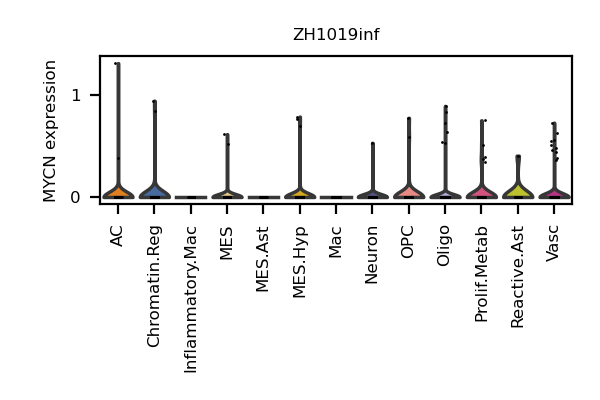 ZH1019inf
MYCN expression
1
0
AC
Chromatin.Reg
Inflammatory.Mac
MES
MES.Ast
MES.Hyp
Mac
Neuron
OPC
Oligo
Prolif.Metab
Reactive.Ast
Vasc